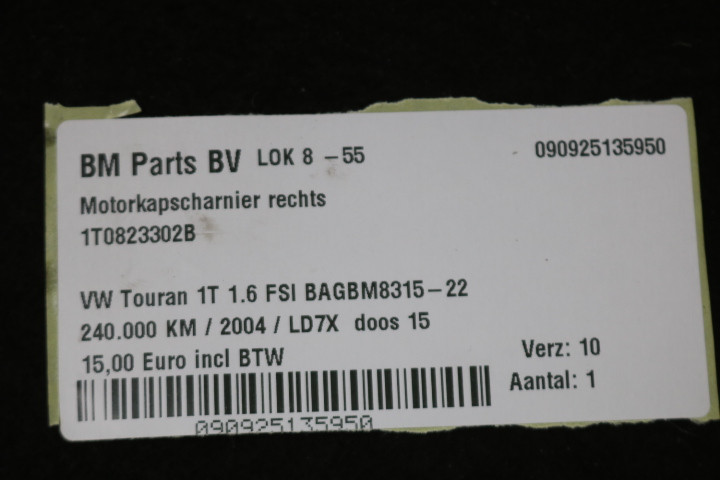 BM Parts BV LOK 8 -55 090925135950
Motorkapscharnier rechts
1T0823302B
VW Touran 1T 1.6 FSI BAGBM8315-22
240.000 KM / 2004 / LD7X doos 15
15,00 Euro incl BTW Verz: 10
Aantal: 1
090925135950